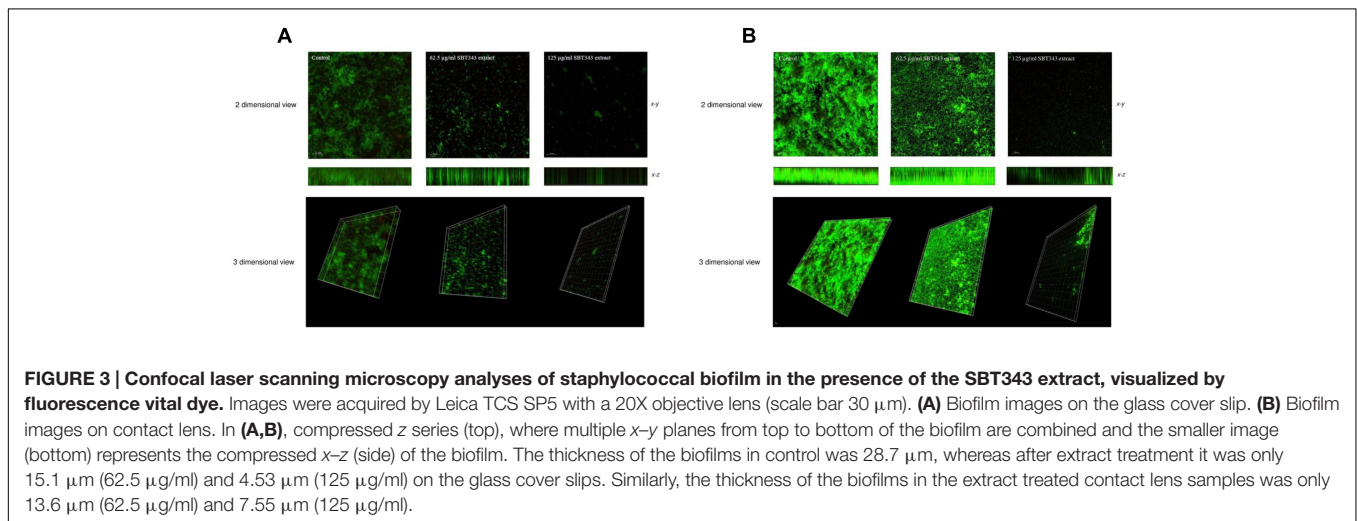 A
B
Control
62.5 µg/ml SBT343 extract
125 µg/ml SBT343 extract
Control
62.5 µg/ml SBT343 extract
125 µg/ml SBT343 extract
2 dimensional view
x-y
2 dimensional view
x-y
x-z
x-z
3 dimensional view
3 dimensional view
FIGURE 3 | Confocal laser scanning microscopy analyses of staphylococcal biofilm in the presence of the SBT343 extract, visualized by
fluorescence vital dye. Images were acquired by Leica TCS SP5 with a 20X objective lens (scale bar 30 µm). (A) Biofilm images on the glass cover slip. (B) Biofilm
images on contact lens. In (A,B), compressed z series (top), where multiple x–y planes from top to bottom of the biofilm are combined and the smaller image
(bottom) represents the compressed x–z (side) of the biofilm. The thickness of the biofilms in control was 28.7 µm, whereas after extract treatment it was only
15.1 µm (62.5 µg/ml) and 4.53 µm (125 µg/ml) on the glass cover slips. Similarly, the thickness of the biofilms in the extract treated contact lens samples was only
13.6 µm (62.5 µg/ml) and 7.55 µm (125 µg/ml).